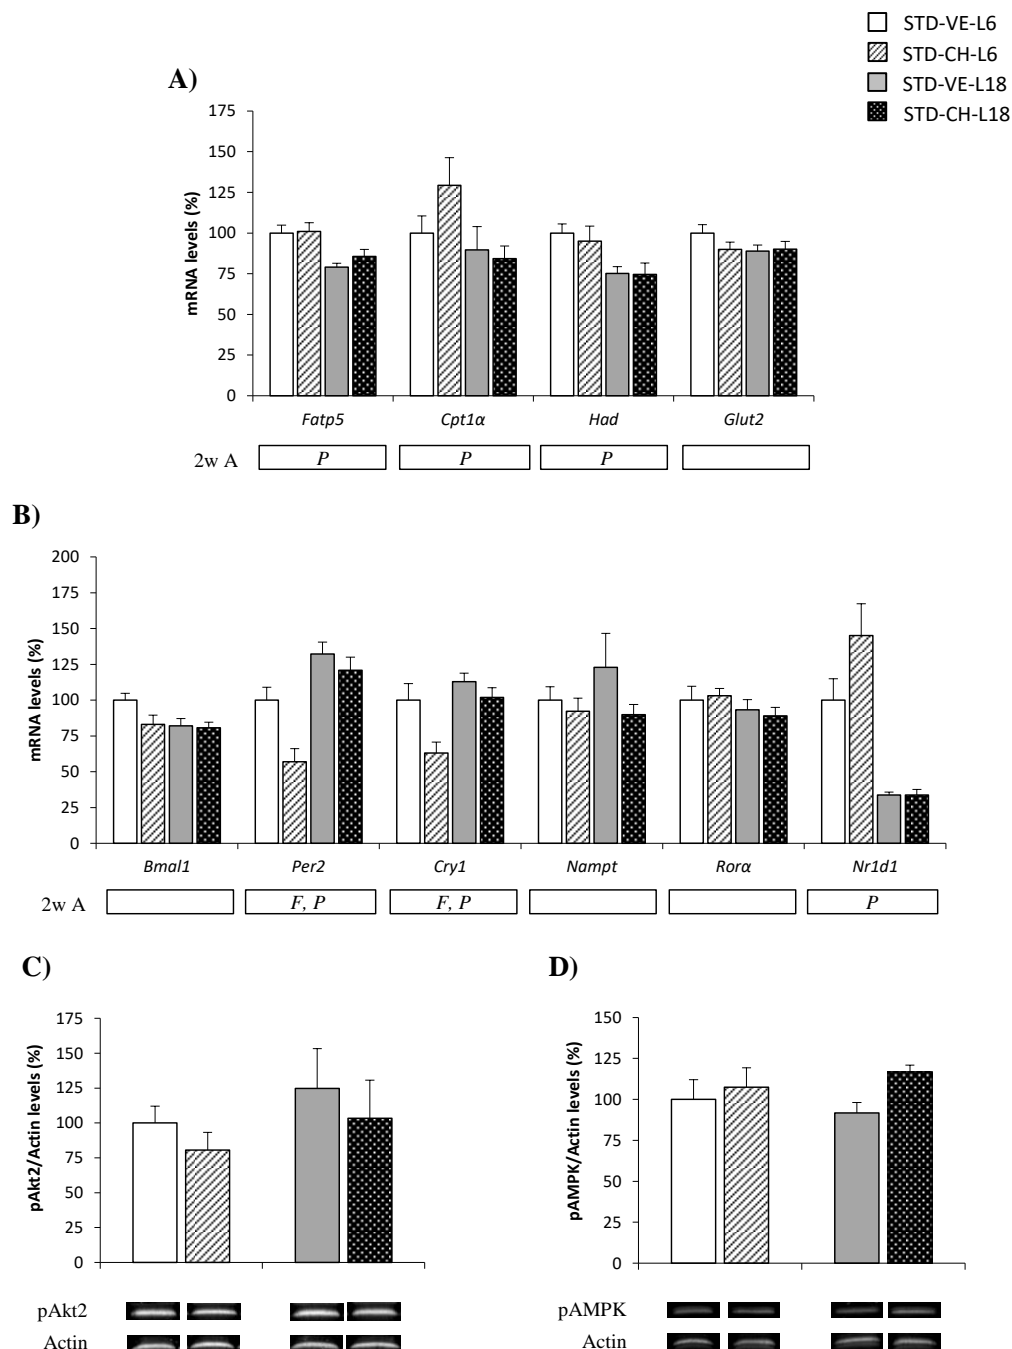 STD-VE-L6
STD-CH-L6
STD-VE-L18
STD-CH-L18
A)
mRNA levels (%)
175
150
125
100
75
50
25
0
Fatp5 Cpt1α Had Glut2
2w A P P P
B)
mRNA levels (%)
200
175
150
125
100
75
50
25
0
Bmal1 Per2 Cry1 Nampt Rorα Nr1d1
2w A F, P F, P P
C)
pAkt2/Actin levels (%)
175
150
125
100
75
50
25
0
pAkt2
Actin
D)
pAMPK/Actin levels (%)
150
125
100
75
50
25
0
pAMPK
Actin